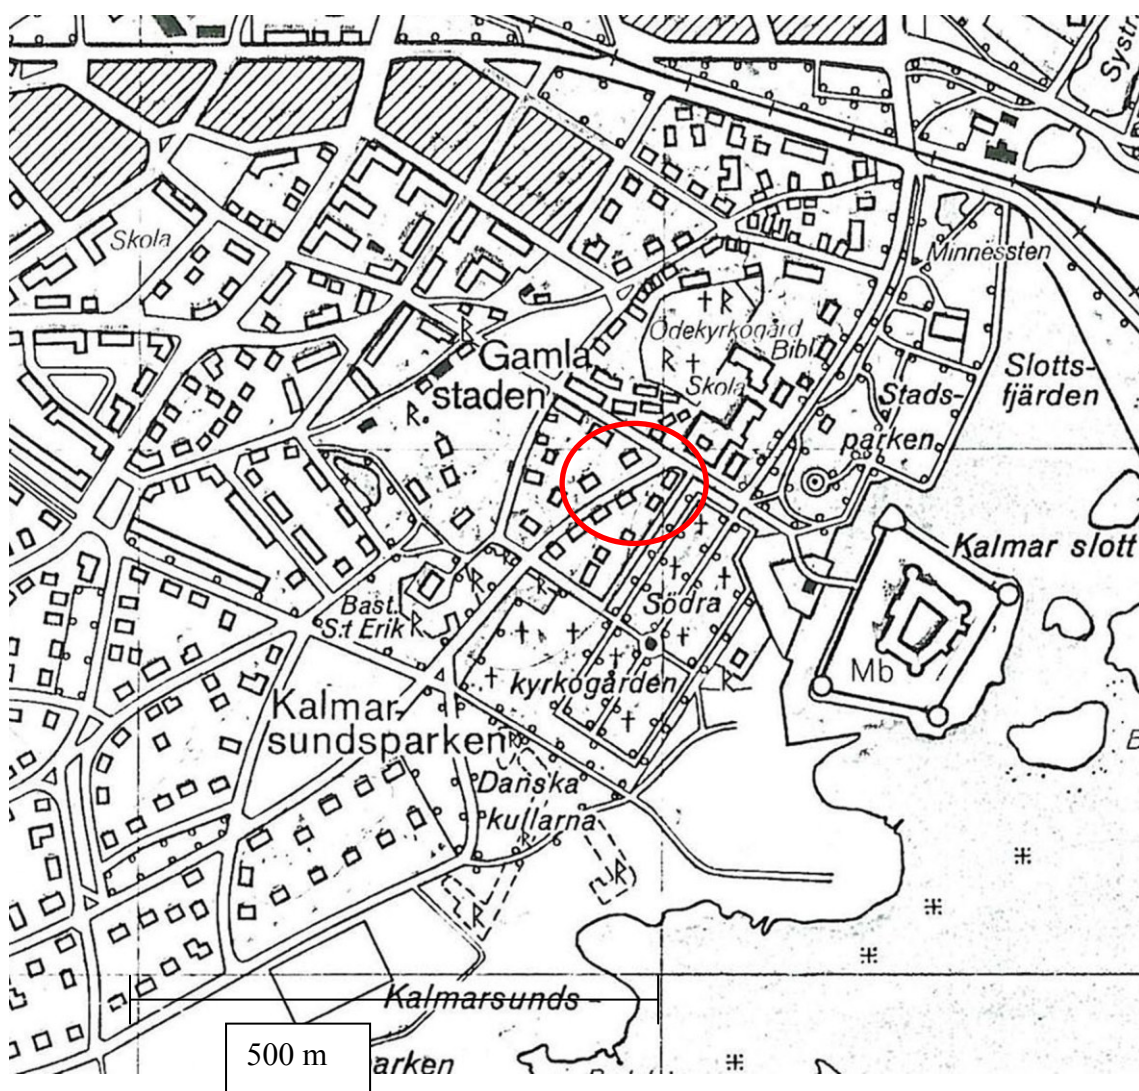 Systr
Skola
Minnessten
Ödekyrkogård
Bibl
Gamla
staden
Skola
Slotts-
fjärden
Stads-
parken
Kalmar slott
Bast.
S:t Erik
Södra
kyrkogården
Mb
Kalmar-
sundsparken
Danska
kullarna
B
Kalmarsunds-
parken
500 m
R
R
R
R
R
R
R
R
R
R
R